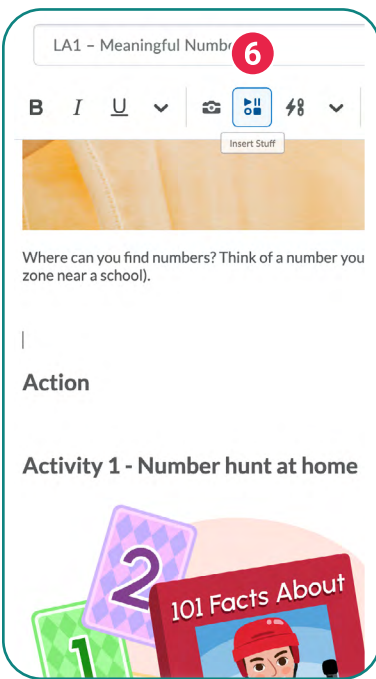 LA1 – Meaningful Numb
6
B I U
Insert Stuff
Where can you find numbers? Think of a number you
zone near a school).
Action
Activity 1 - Number hunt at home
2
1
101 Facts About